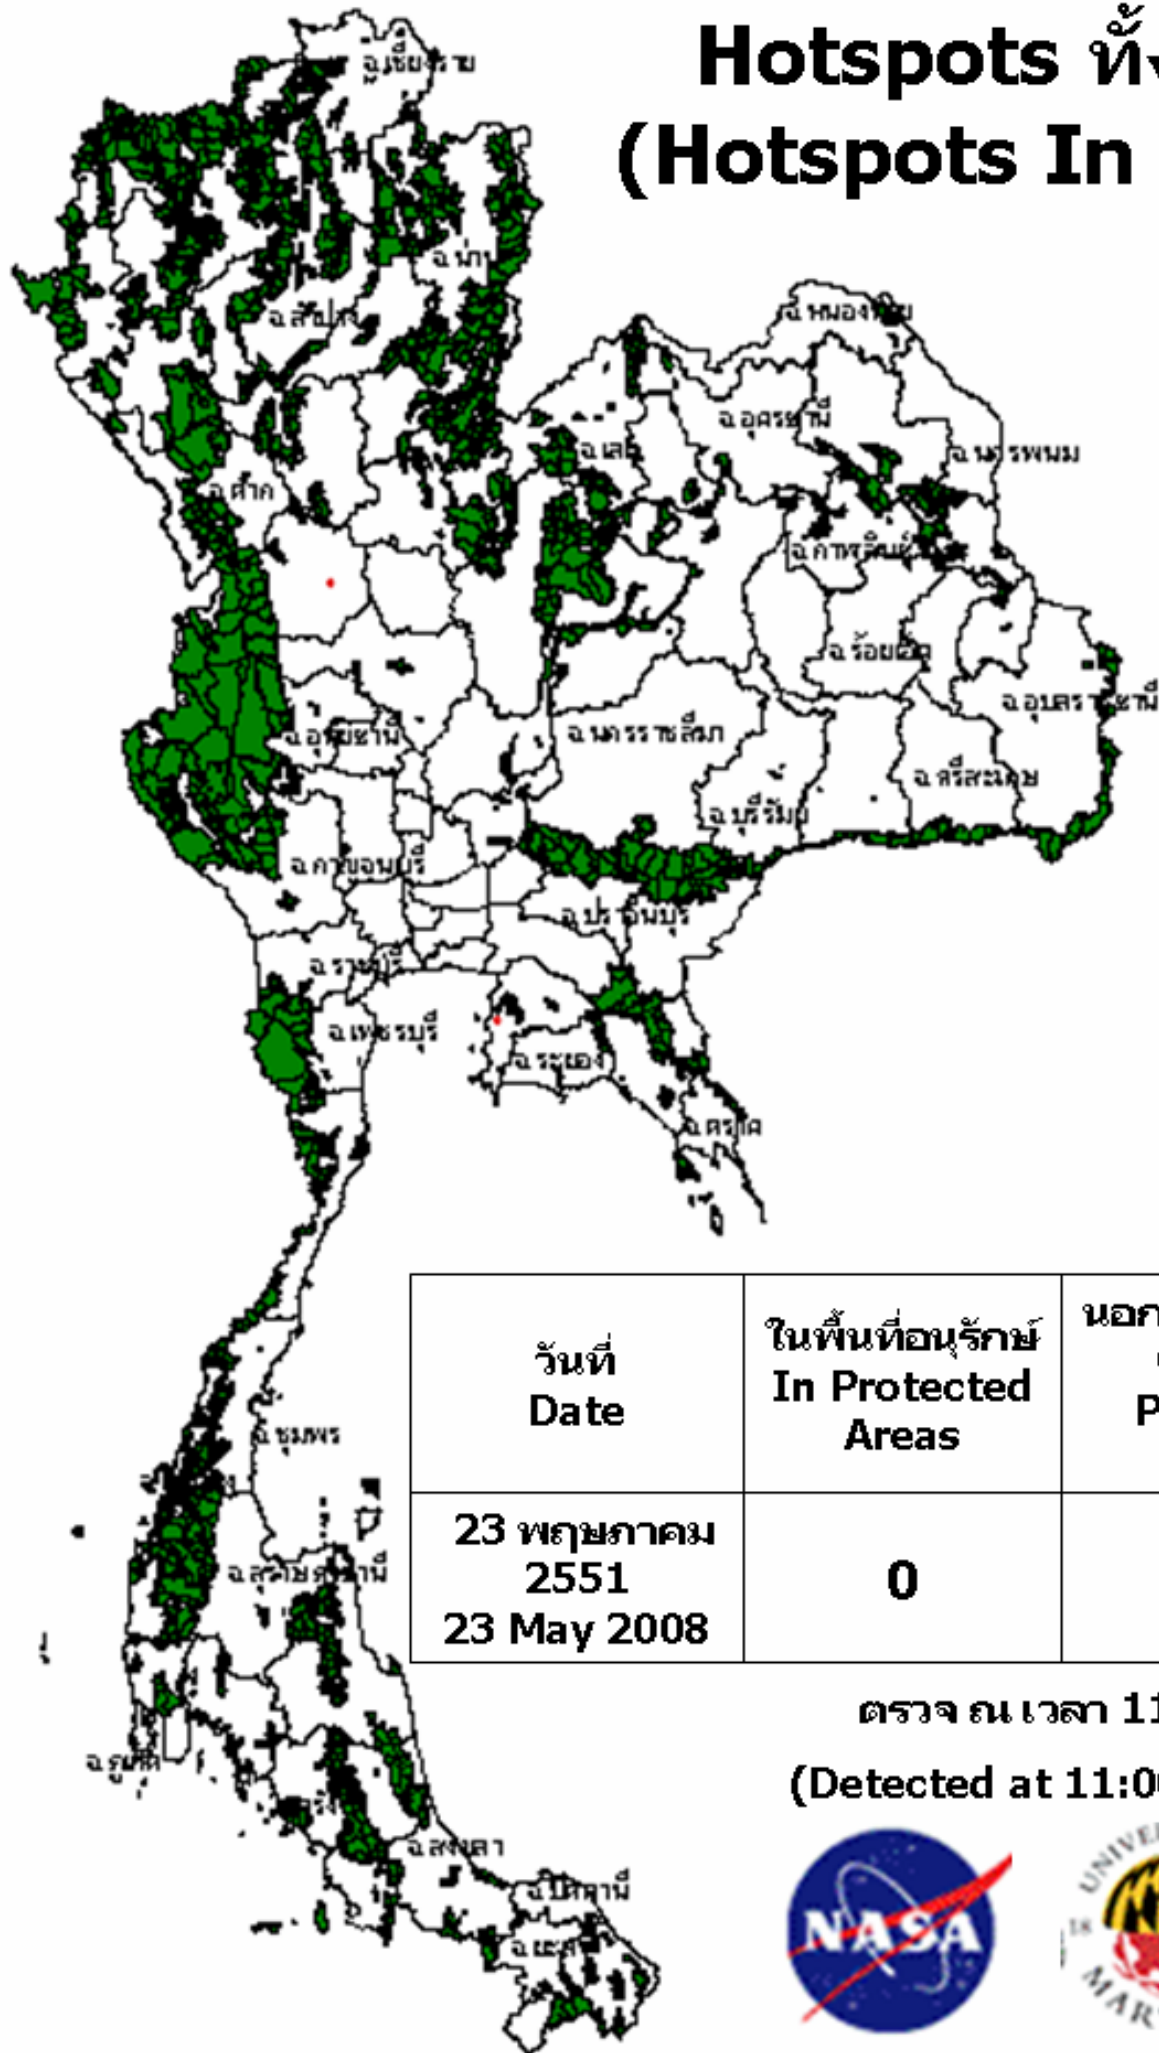 Hotspots ทั้ง
(Hotspots In
จ.เชียงราย
จ.น่าน
จ.ลำปาง
จ.หนองคาย
จ.อุดรธานี
จ.เลย
จ.นครพนม
จ.ตาก
จ.กาฬสินธุ์
จ.ร้อยเอ็ด
จ.อุบลราชธานี
จ.อุทัยธานี
จ.นครราชสีมา
จ.ศรีสะเกษ
จ.บุรีรัมย์
จ.กาญจนบุรี
จ.ปราจีนบุรี
จ.ราชบุรี
จ.เพชรบุรี
จ.ระยอง
จ.ตราด
วันที่
Date
ในพื้นที่อนุรักษ์
In Protected
Areas
นอก
P
23 พฤษภาคม
2551
23 May 2008
0
จ.ชุมพร
จ.สุราษฎร์ธานี
จ.ภูเก็ต
จ.สงขลา
จ.ปัตตานี
จ.ยะลา
ตรวจ ณ เวลา 11
(Detected at 11:00
NASA
UNIVE
18
MAR